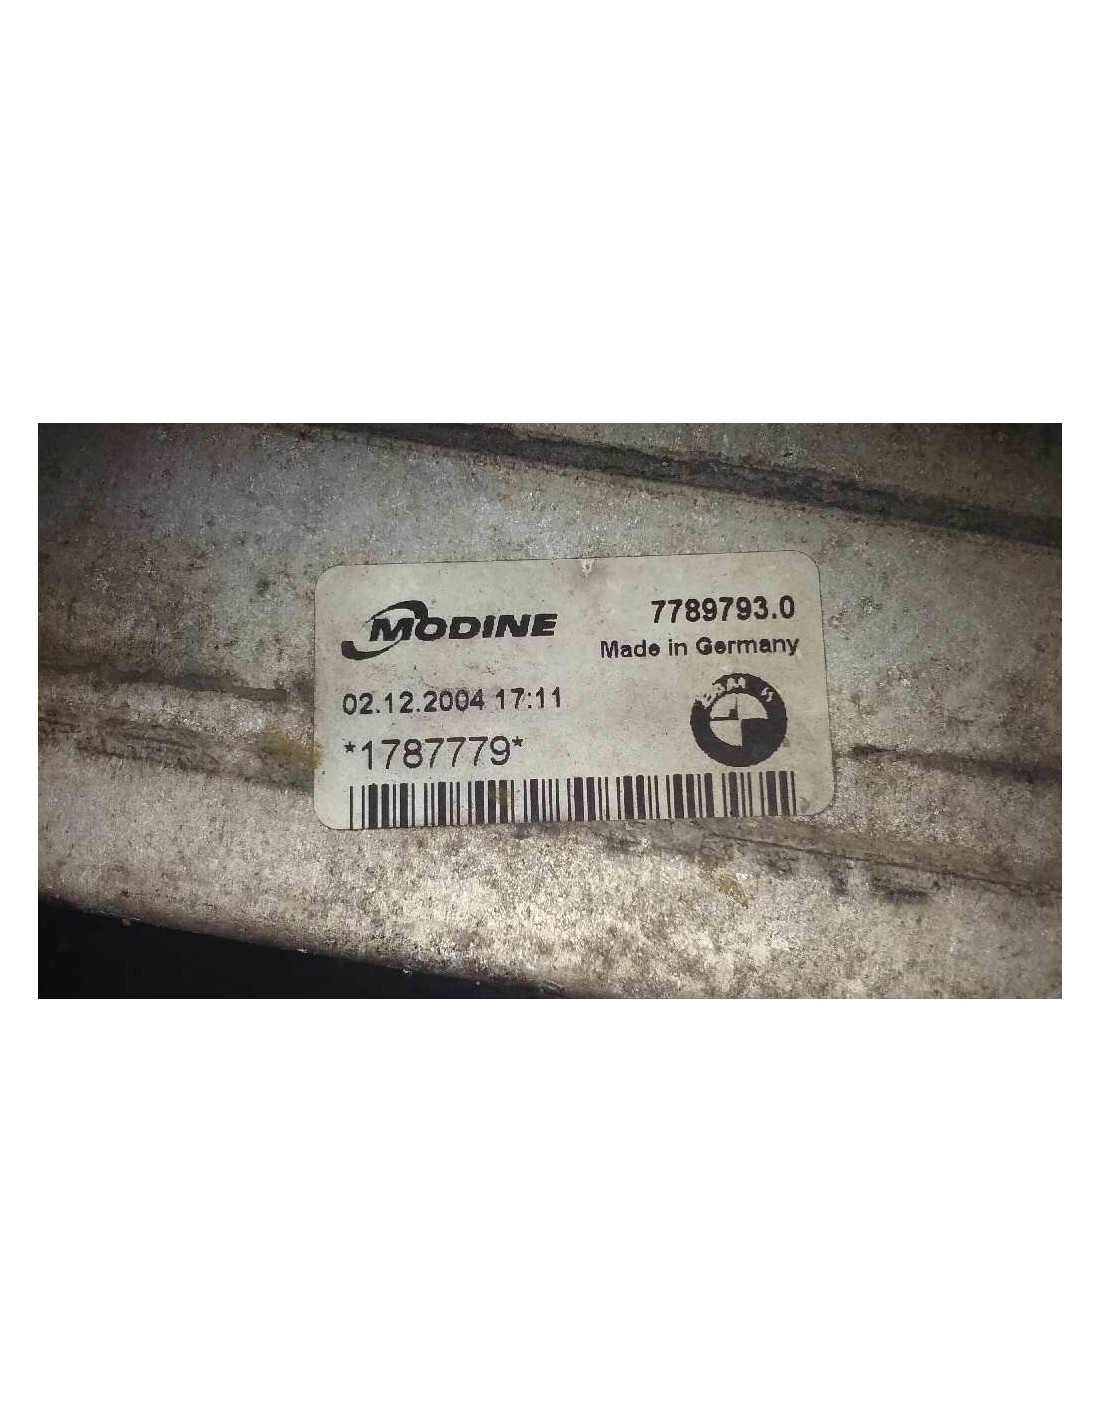 MODINE
7789793.0
Made in Germany
02.12.2004 17:11
*1787779*